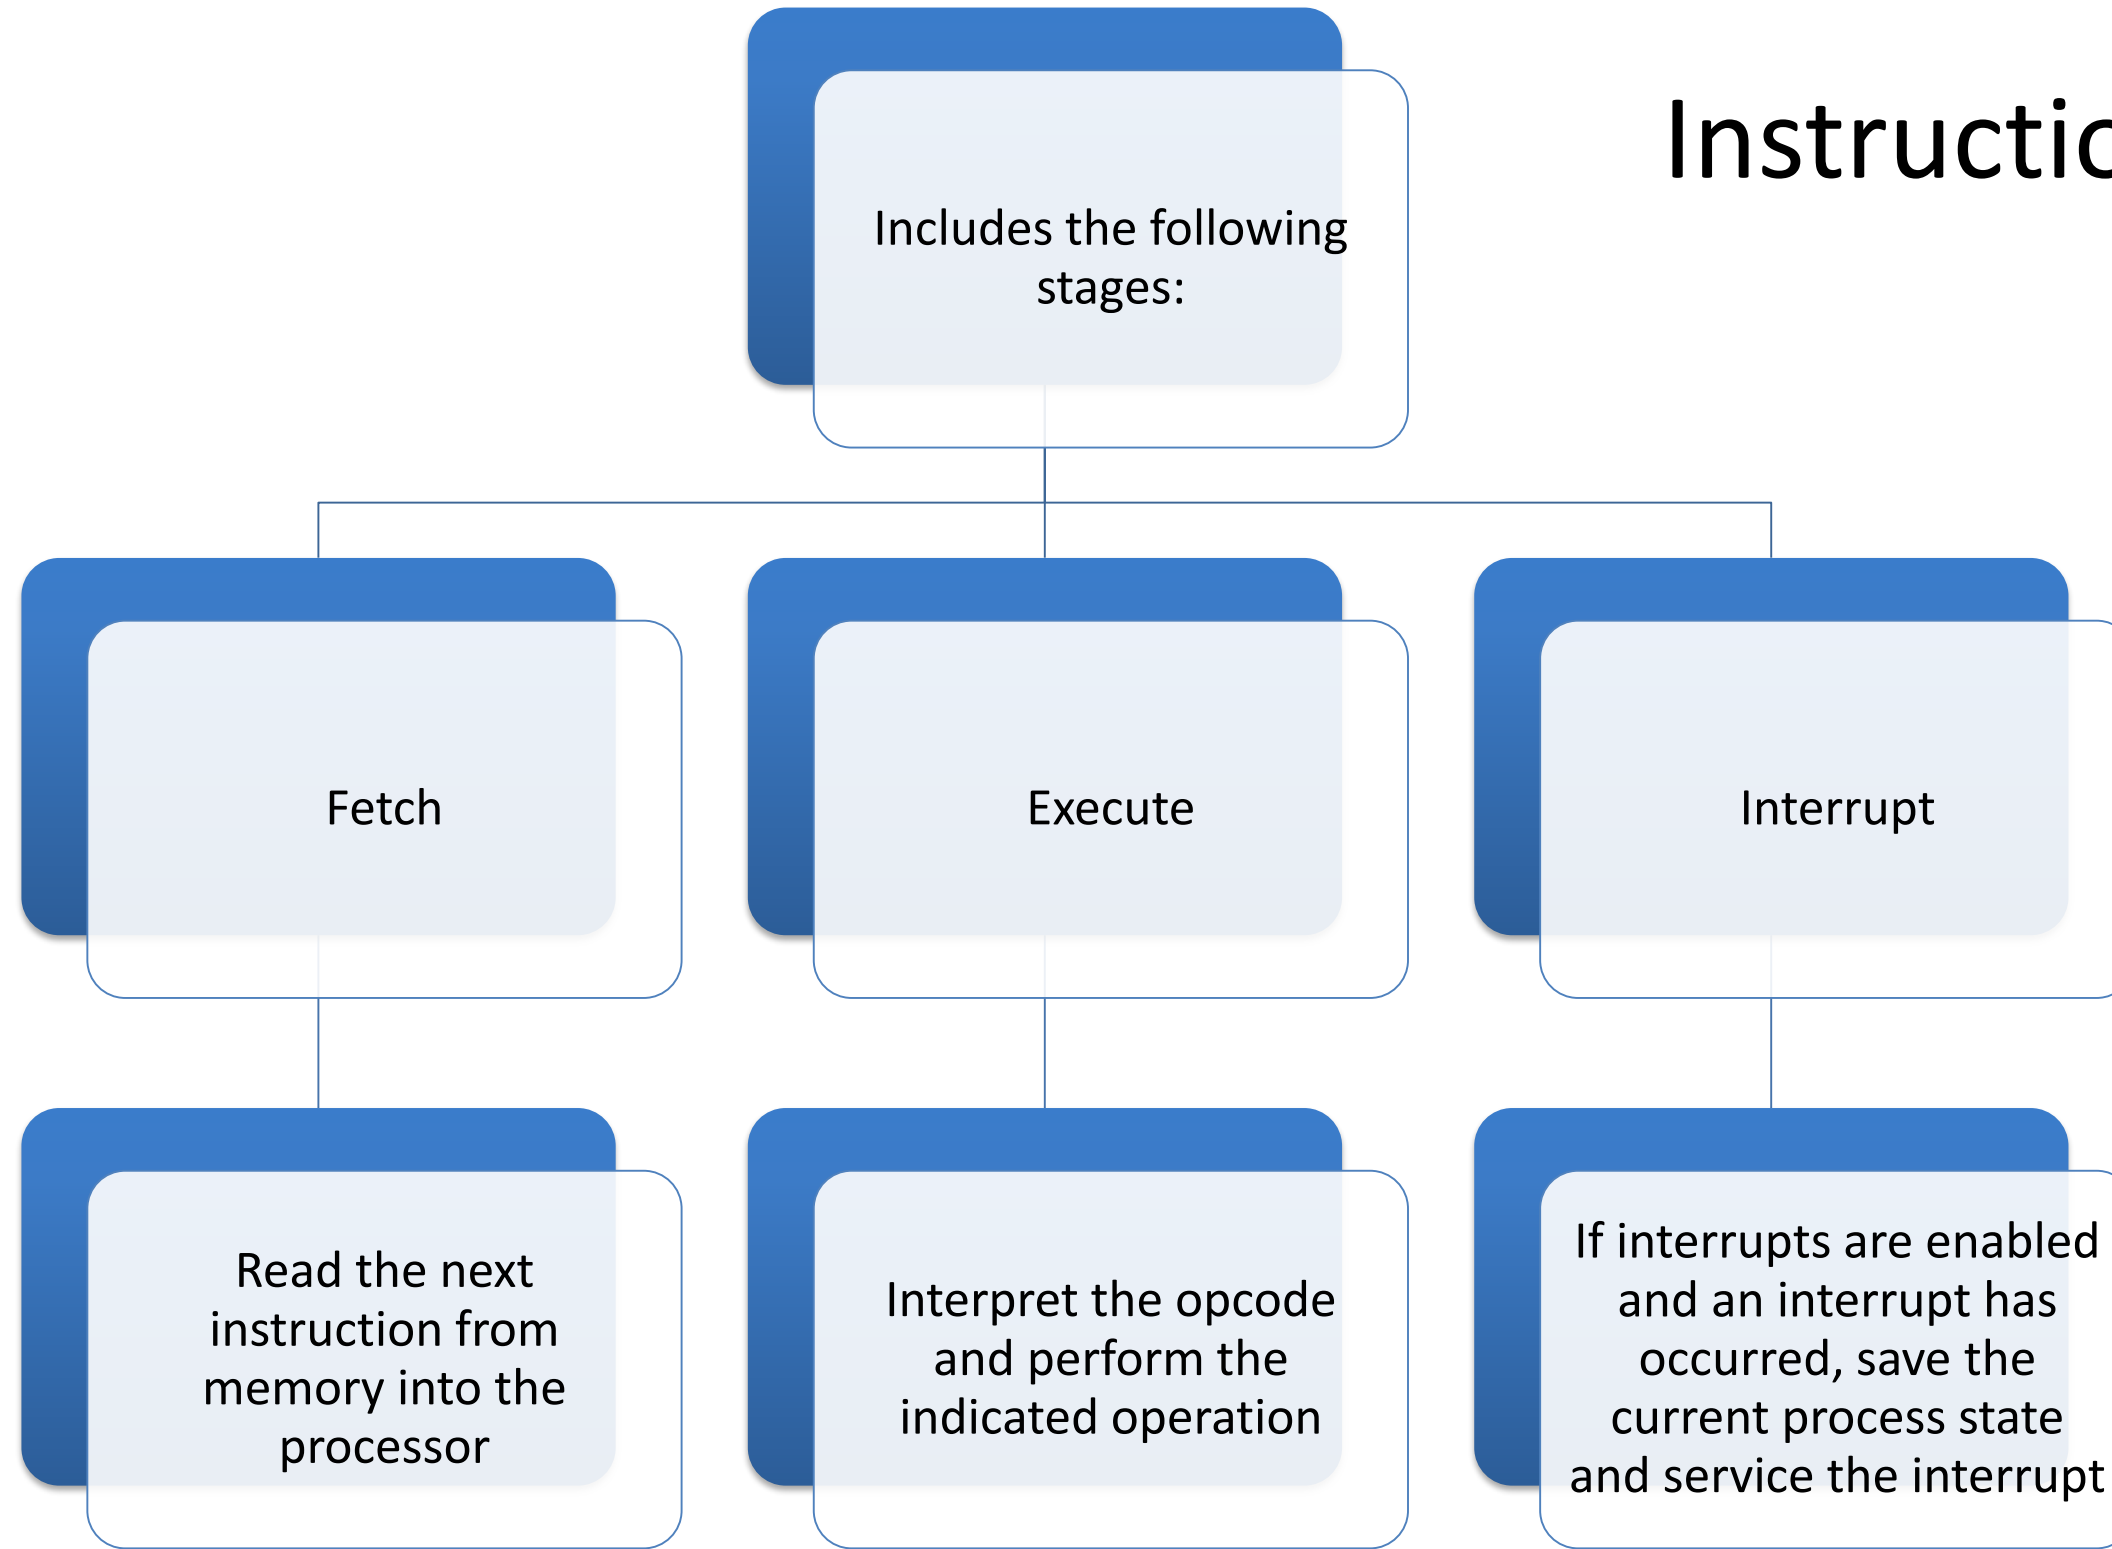 Instructio
Includes the following
stages:
Fetch
Execute
Interrupt
Read the next
instruction from
memory into the
processor
Interpret the opcode
and perform the
indicated operation
If interrupts are enabled
and an interrupt has
occurred, save the
current process state
and service the interrupt